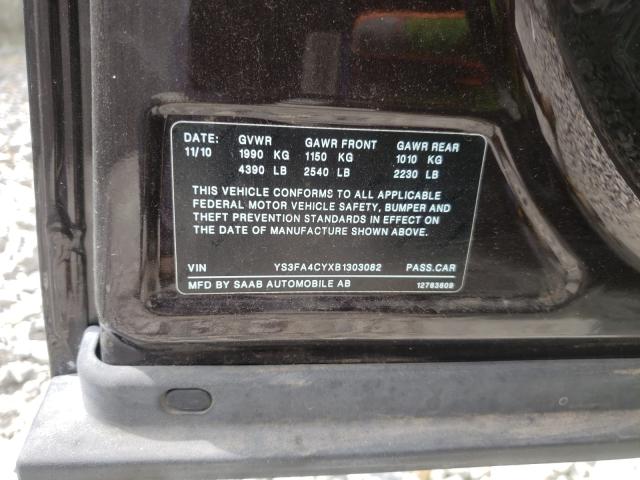 DATE: GVWR GAWR FRONT GAWR REAR
11/10 1990 KG 1150 KG 1010 KG
4390 LB 2540 LB 2230 LB
THIS VEHICLE CONFORMS TO ALL APPLICABLE
FEDERAL MOTOR VEHICLE SAFETY, BUMPER AND
THEFT PREVENTION STANDARDS IN EFFECT ON
THE DATE OF MANUFACTURE SHOWN ABOVE.
VIN YS3FA4CYXB1303082 PASS.CAR
MFD BY SAAB AUTOMOBILE AB 12783809